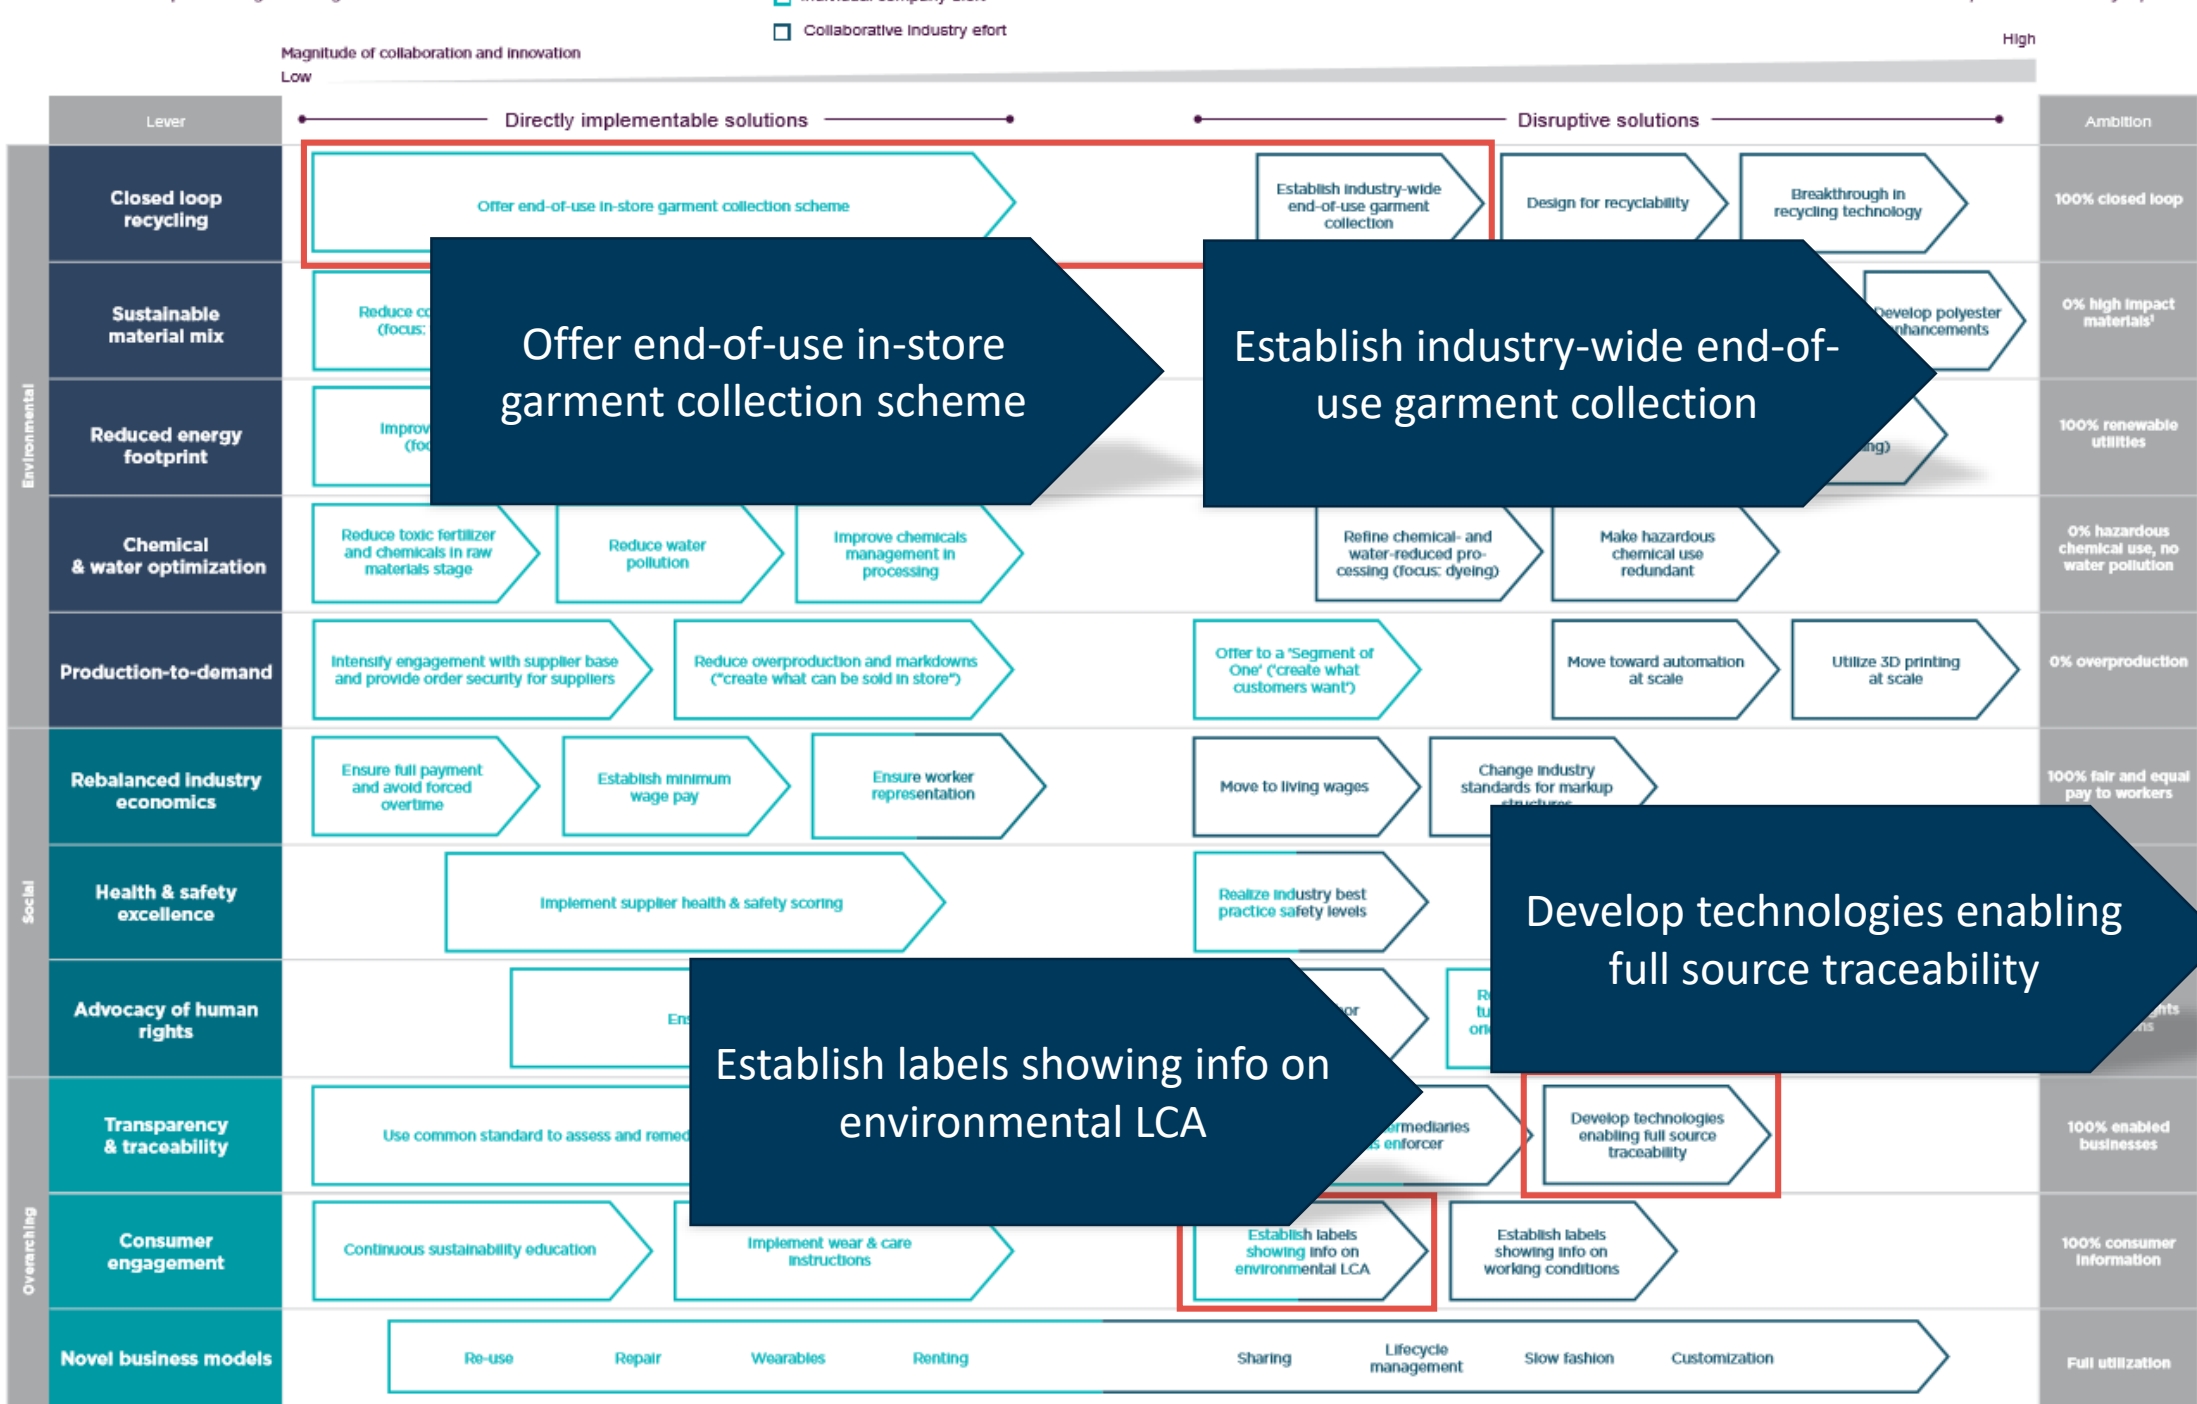 Collaborative industry efort
Magnitude of collaboration and innovation
Low
High
Lever
Directly implementable solutions
Disruptive solutions
Ambition
Environmental
Closed loop
recycling
Offer end-of-use in-store garment collection scheme
Establish industry-wide
end-of-use garment
collection
Design for recyclability
Breakthrough in
recycling technology
100% closed loop
Sustainable
material mix
Reduce
(focus:
Offer end-of-use in-store
garment collection scheme
Establish industry-wide end-of-
use garment collection
Develop polyester
0% high impact
materials¹
Reduced energy
footprint
100% renewable
utilities
Chemical
& water optimization
Reduce toxic fertilizer
and chemicals in raw
materials stage
Reduce water
pollution
Improve chemicals
management in
processing
Refine chemical- and
water-reduced pro-
cessing (focus: dyeing)
Make hazardous
chemical use
redundant
0% hazardous
chemical use, no
water pollution
Production-to-demand
Intensify engagement with supplier base
and provide order security for suppliers
Reduce overproduction and markdowns
("create what can be sold in store")
Offer to a 'Segment of
One' ('create what
customers want')
Move toward automation
at scale
Utilize 3D printing
at scale
0% overproduction
Social
Rebalanced industry
economics
Ensure full payment
and avoid forced
overtime
Establish minimum
wage pay
Ensure worker
representation
Move to living wages
Change industry
standards for markup
structures
100% fair and equal
pay to workers
Health & safety
excellence
Implement supplier health & safety scoring
Realize industry best
practice safety levels
Develop technologies enabling
full source traceability
Advocacy of human
rights
Establish labels showing info on
environmental LCA
Overarching
Transparency
& traceability
Use common standard to assess and
enforcer
Develop technologies
enabling full source
traceability
100% enabled
businesses
Consumer
engagement
Continuous sustainability education
Implement wear & care
instructions
Establish labels
showing info on
environmental LCA
Establish labels
showing info on
working conditions
100% consumer
information
Novel business models
Re-use
Repair
Wearables
Renting
Sharing
Lifecycle
management
Slow fashion
Customization
Full utilization